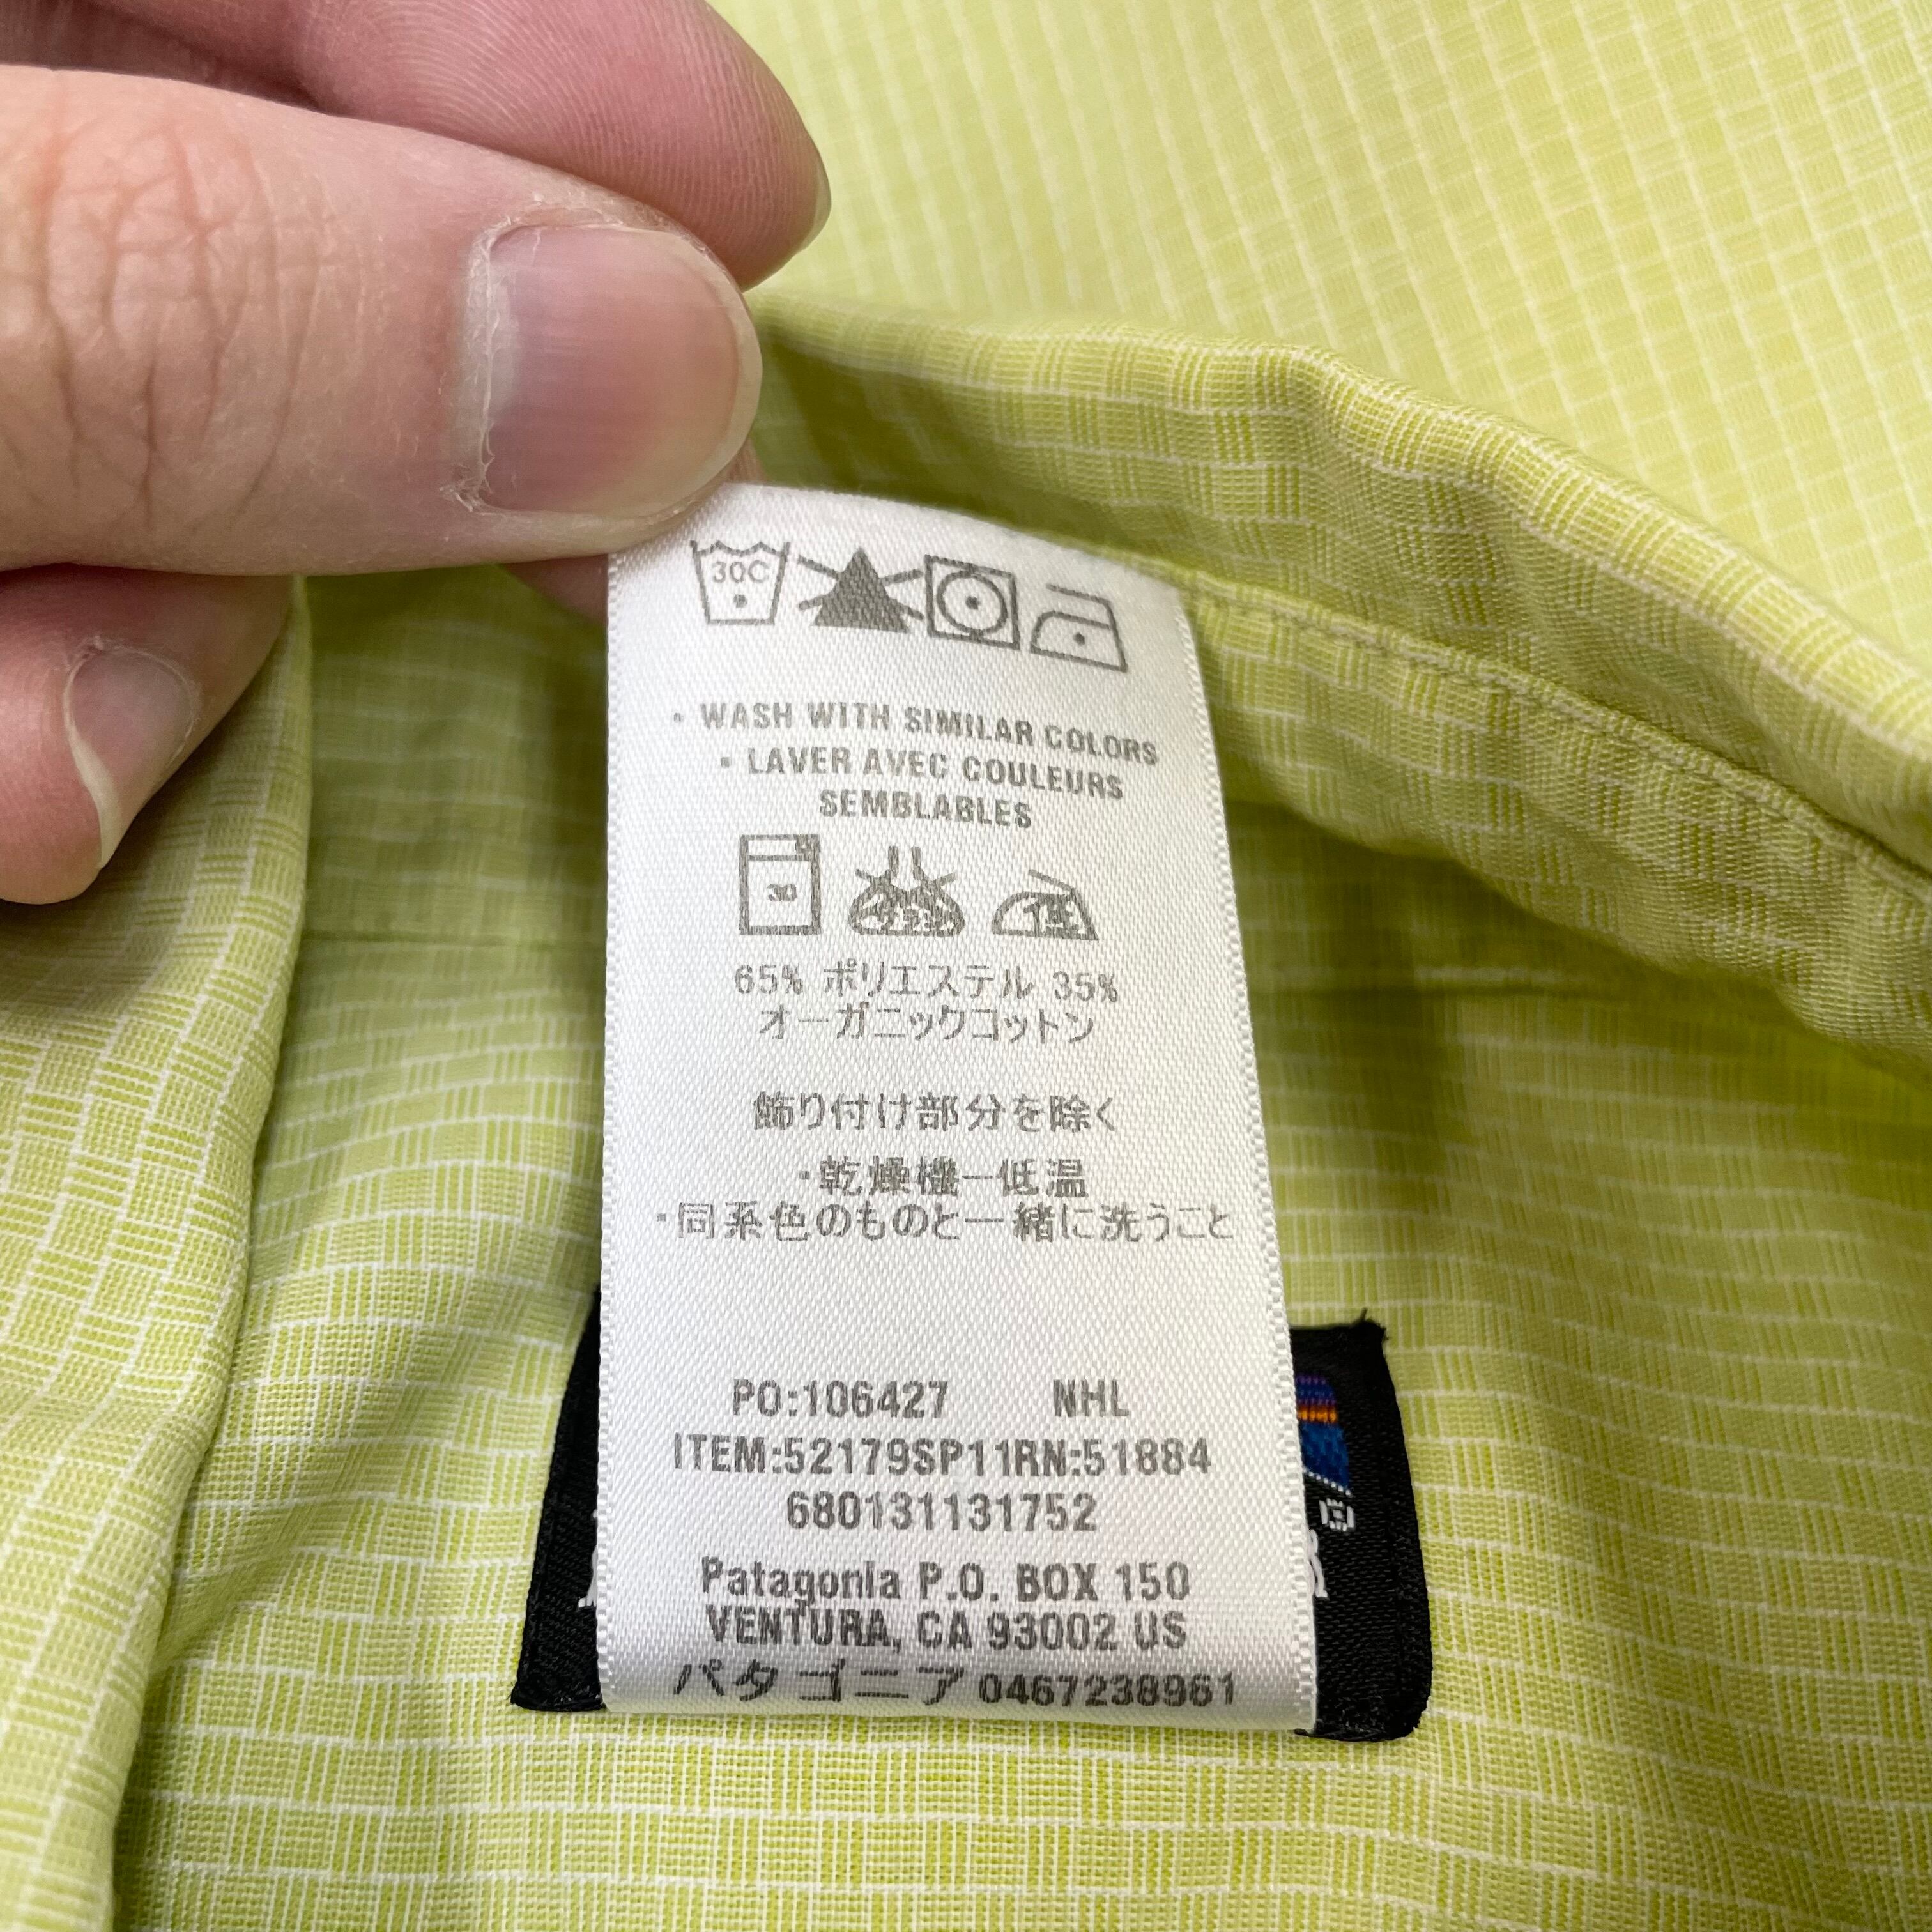 30C
• WASH WITH SIMILAR COLORS
• LAVER AVEC COULEURS
SEMBLABLES
30
65% ポリエステル 35%
オーガニックコットン
飾り付け部分を除く
・乾燥機ー低温
・同系色のものと一緒に洗うこと
PO:106427 NHL
ITEM:52179SP11RN:51884
680131131752
Patagonia P.O. BOX 150
VENTURA, CA 93002 US
パタゴニア 0467238961